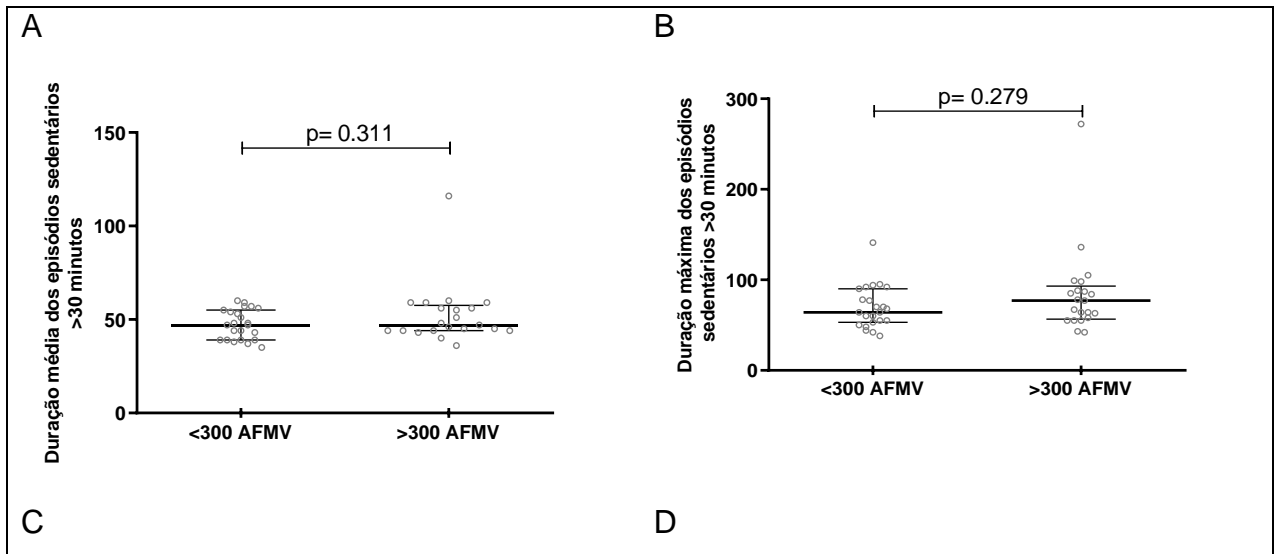 A
Duração média dos episódios sedentários
>30 minutos
150
100
50
0
p= 0.311
<300 AFMV
>300 AFMV
B
Duração máxima dos episódios
sedentários >30 minutos
300
200
100
0
p= 0.279
<300 AFMV
>300 AFMV
C
D